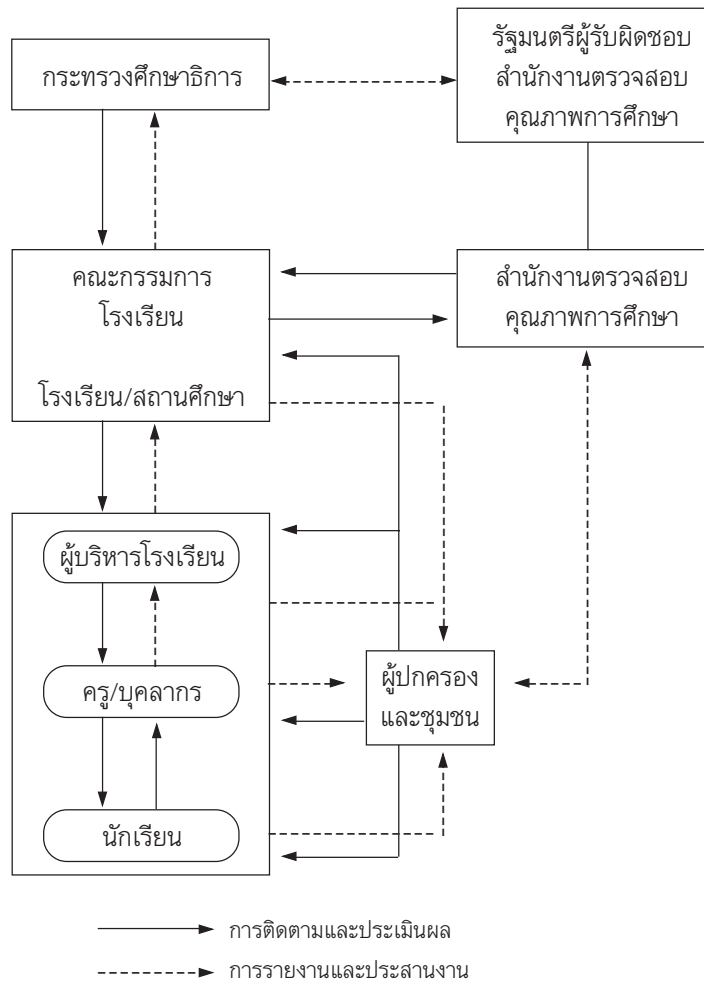 กระทรวงศึกษาธิการ
รัฐมนตรีผู้รับผิดชอบ
สำนักงานตรวจสอบ
คุณภาพการศึกษา
คณะกรรมการ
โรงเรียน
โรงเรียน/สถานศึกษา
สำนักงานตรวจสอบ
คุณภาพการศึกษา
ผู้บริหารโรงเรียน
ครู/บุคลากร
นักเรียน
ผู้ปกครอง
และชุมชน
การติดตามและประเมินผล
การรายงานและประสานงาน